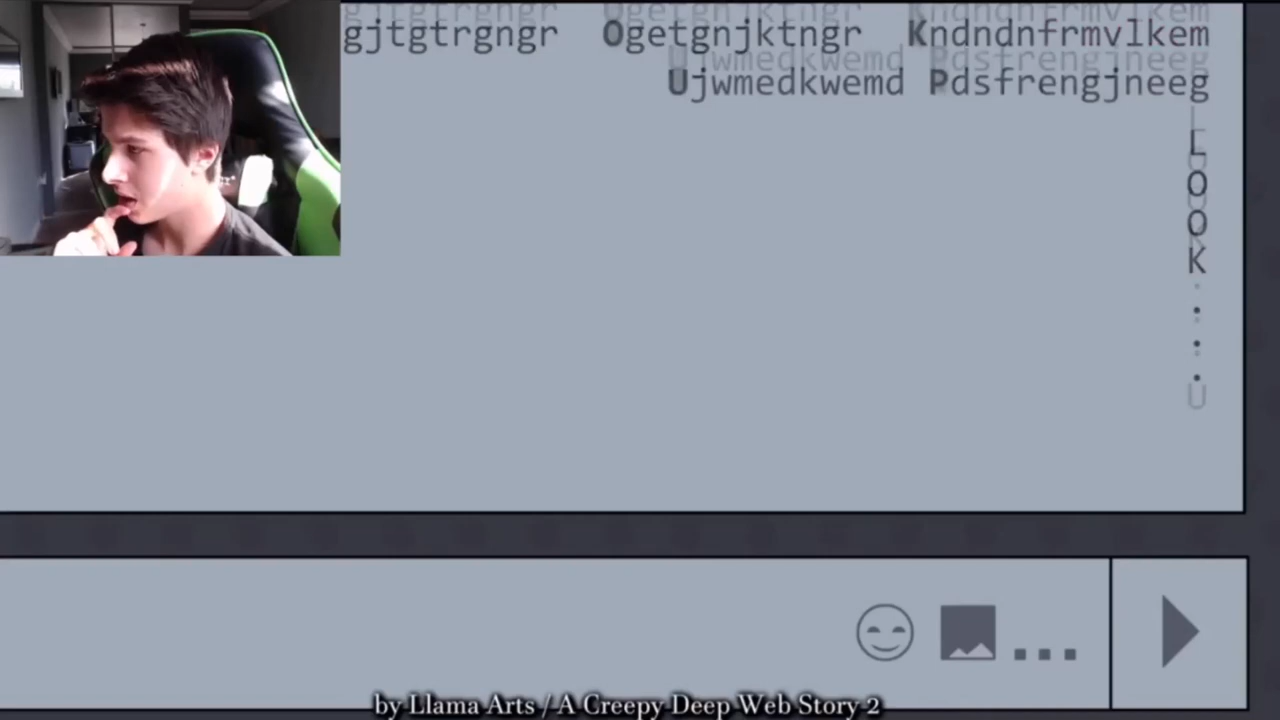 gjtgtrgngr Ogetgnjktngr Kndndnfrmvlkem
Ujwmedkwemd Pdsfrengjneeg
L
O
O
K
.
.
.
U
by Llama Arts / A Creepy Deep Web Story 2